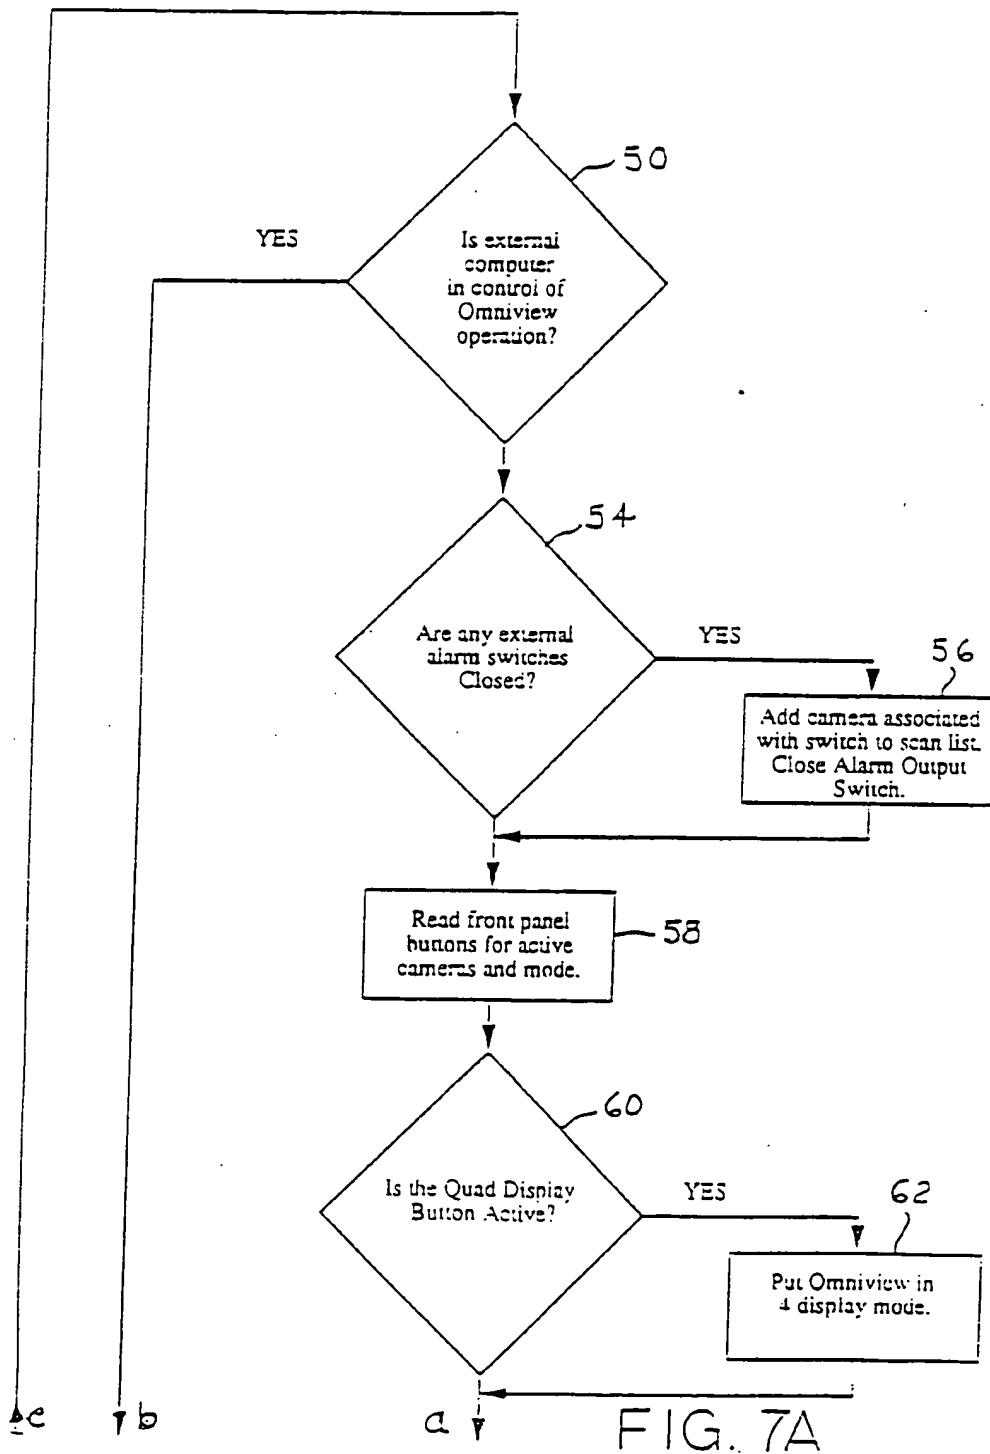 50
YES
Is external
computer
in control of
Omniview
operation?
54
Are any external
alarm switches
Closed?
YES
56
Add camera associated
with switch to scan list.
Close Alarm Output
Switch.
Read front panel
buttons for active
cameras and mode.
58
60
Is the Quad Display
Button Active?
YES
62
Put Omniview in
4 display mode.
c
b
a
FIG. 7A